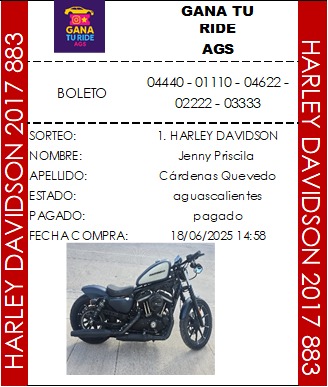 HARLEY DAVIDSON 2017 883
GANA
TU RIDE
AGS
GANA TU
RIDE
AGS
BOLETO
04440 - 01110 - 04622 -
02222 - 03333
SORTEO: 1. HARLEY DAVIDSON
NOMBRE: Jenny Priscila
APELLIDO: Cárdenas Quevedo
ESTADO: aguascalientes
PAGADO: pagado
FECHA COMPRA: 18/06/2025 14:58
HARLEY DAVIDSON 2017 883